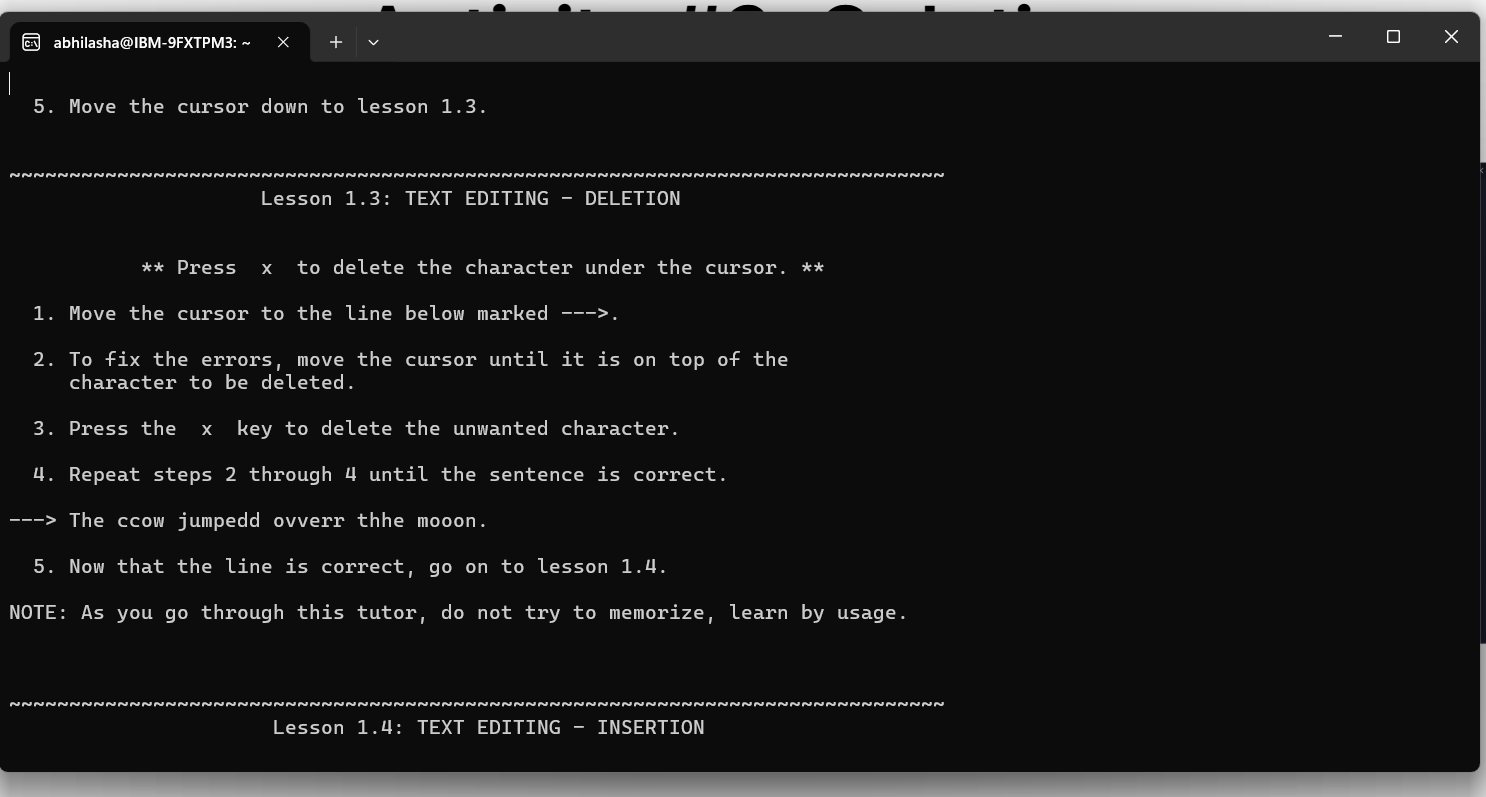 abhilasha@IBM-9FXTPM3: ~
5. Move the cursor down to lesson 1.3.
~~~~~~~~~~~~~~~~~~~~~~~~~~~~~~~~~~~~~~~~~~~~~~~~~~~~~~~~~~~~~~~~~~~~~~~~~~~~~~
Lesson 1.3: TEXT EDITING - DELETION
** Press  x  to delete the character under the cursor. **
1. Move the cursor to the line below marked --->.
2. To fix the errors, move the cursor until it is on top of the
character to be deleted.
3. Press the  x  key to delete the unwanted character.
4. Repeat steps 2 through 4 until the sentence is correct.
---> The ccow jumpedd ovverr thhe mooon.
5. Now that the line is correct, go on to lesson 1.4.
NOTE: As you go through this tutor, do not try to memorize, learn by usage.
~~~~~~~~~~~~~~~~~~~~~~~~~~~~~~~~~~~~~~~~~~~~~~~~~~~~~~~~~~~~~~~~~~~~~~~~~~~~~~
Lesson 1.4: TEXT EDITING - INSERTION